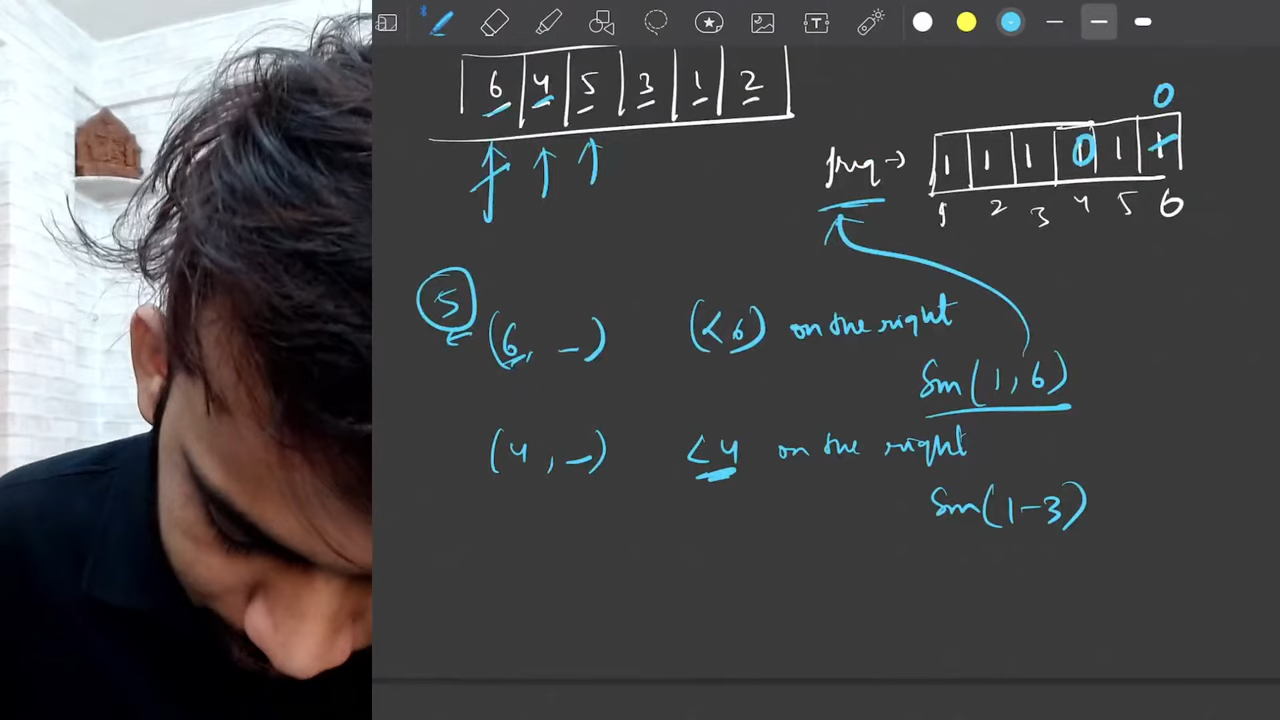 6 4 5 3 1 2
0
freq → 1 1 1 0 1 1
1 2 3 4 5 6
5
(6, _) (<6) on the right
Sm(1,6)
(4, _) <4 on the right
Sm(1-3)
T